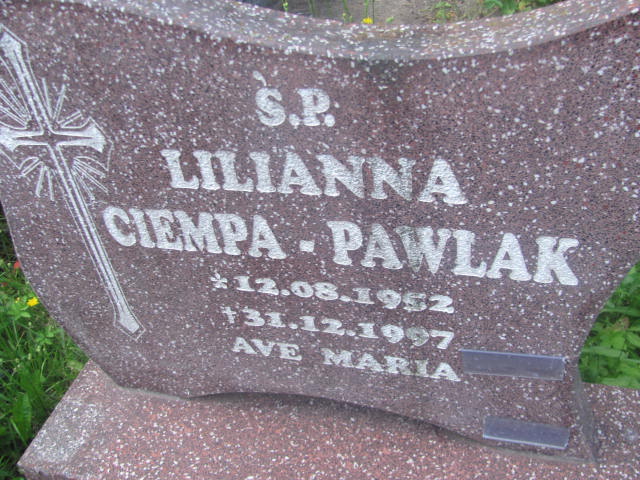 Ś.P.
LILIANNA
CIEMPA - PAWLAK
* 12.08.1952
†31.12.1997
AVE MARIA